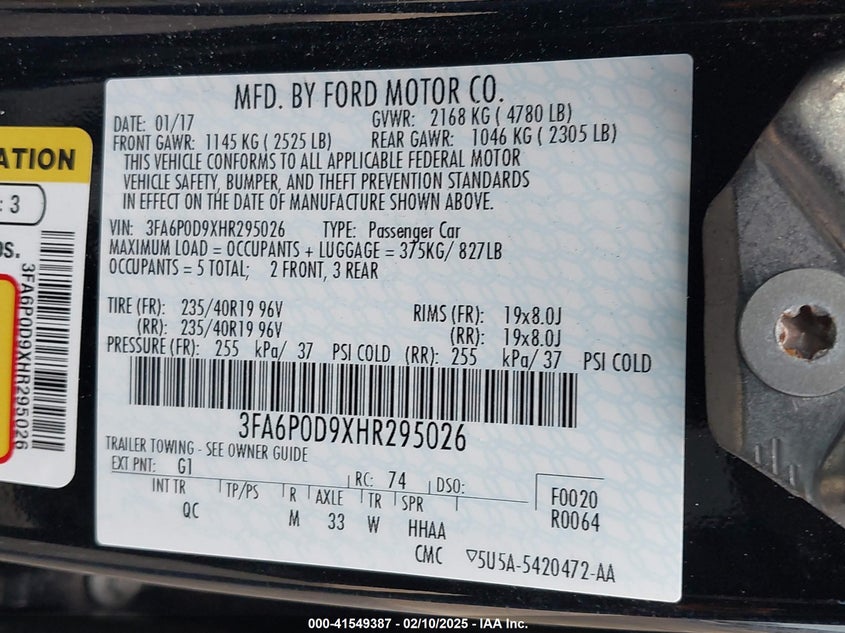 MFD. BY FORD MOTOR CO.
DATE: 01/17 GVWR: 2168 KG ( 4780 LB)
FRONT GAWR: 1145 KG ( 2525 LB) REAR GAWR: 1046 KG ( 2305 LB)
THIS VEHICLE CONFORMS TO ALL APPLICABLE FEDERAL MOTOR
VEHICLE SAFETY, BUMPER, AND THEFT PREVENTION STANDARDS
IN EFFECT ON THE DATE OF MANUFACTURE SHOWN ABOVE.
VIN: 3FA6P0D9XHR295026 TYPE: Passenger Car
MAXIMUM LOAD = OCCUPANTS + LUGGAGE = 375KG/ 827LB
OCCUPANTS = 5 TOTAL; 2 FRONT, 3 REAR
TIRE (FR): 235/40R19 96V RIMS (FR): 19x8.0J
(RR): 235/40R19 96V (RR): 19x8.0J
PRESSURE (FR): 255 kPa/ 37 PSI COLD (RR): 255 kPa/ 37 PSI COLD
3FA6P0D9XHR295026
TRAILER TOWING - SEE OWNER GUIDE
EXT PNT: G1 RC: 74 DSO:
INT TR TP/PS R AXLE TR SPR F0020
QC M 33 W HHAA R0064
CMC ▽5U5A-5420472-AA
ATION
: 3
OS.
3FA6P0D9XHR295026
000-41549387 - 02/10/2025 - IAA Inc.